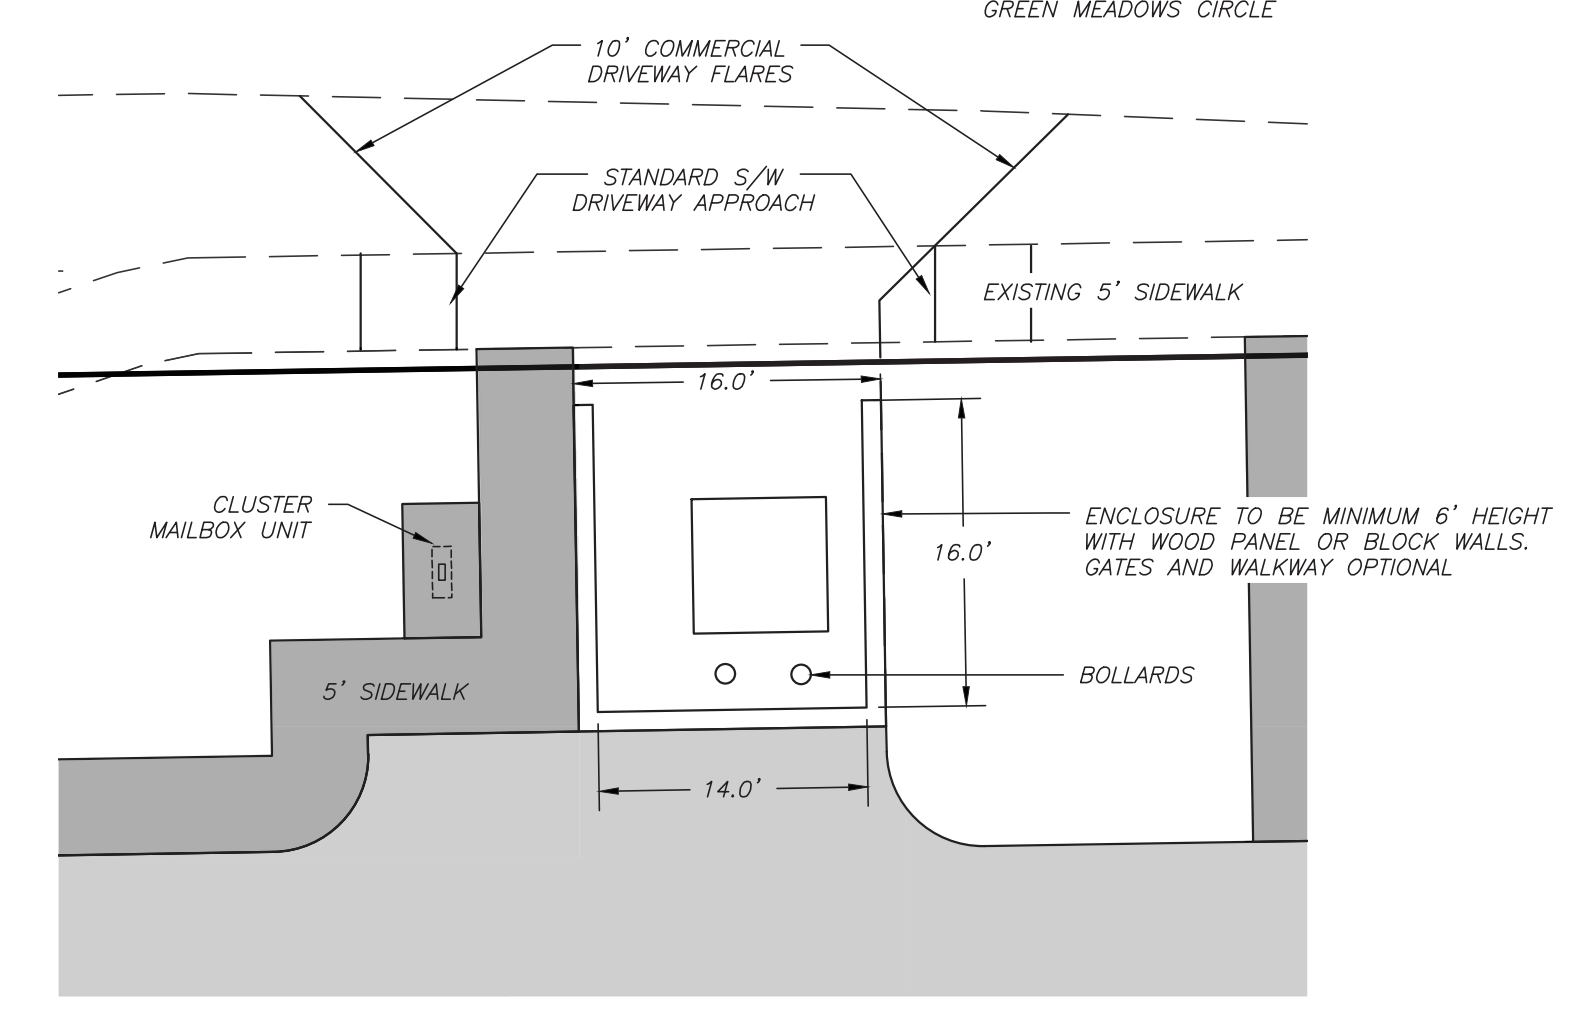 GREEN MEADOWS CIRCLE
10' COMMERCIAL
DRIVEWAY FLARES
STANDARD S/W
DRIVEWAY APPROACH
EXISTING 5' SIDEWALK
16.0'
CLUSTER
MAILBOX UNIT
ENCLOSURE TO BE MINIMUM 6' HEIGHT
WITH WOOD PANEL OR BLOCK WALLS.
GATES AND WALKWAY OPTIONAL
16.0'
5' SIDEWALK
BOLLARDS
14.0'